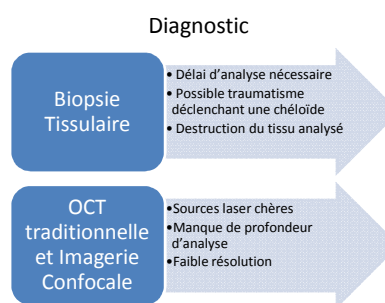 Diagnostic
Biopsie
Tissulaire
• Délai d'analyse nécessaire
• Possible traumatisme
déclenchant une chéloïde
• Destruction du tissu analysé
OCT
traditionnelle
et Imagerie
Confocale
•Sources laser chères
•Manque de profondeur
d'analyse
•Faible résolution